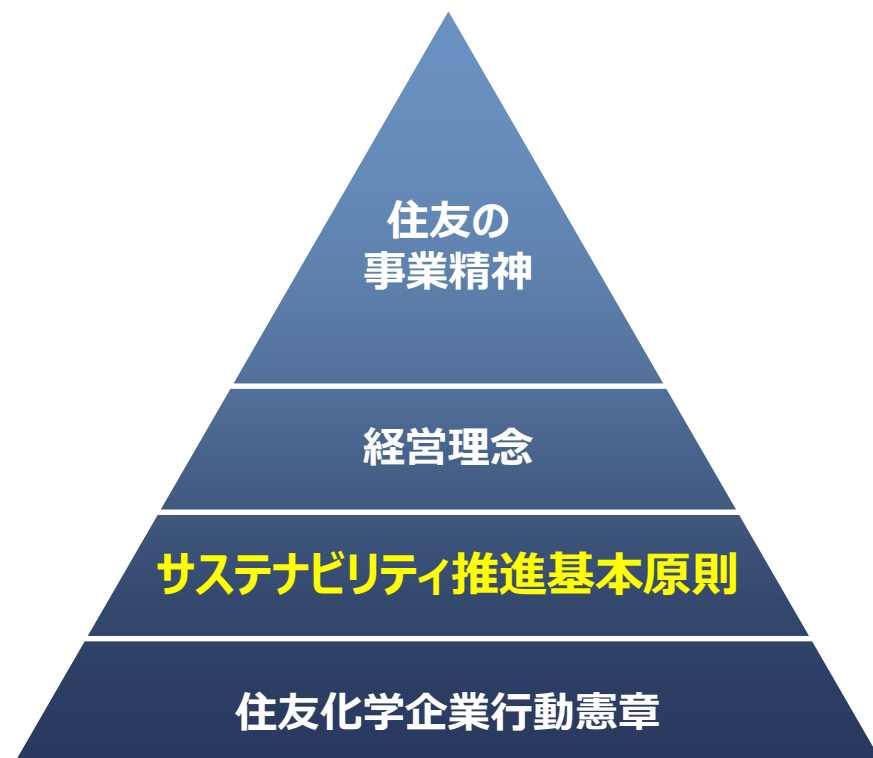 住友の
事業精神
経営理念
サステナビリティ推進基本原則
住友化学企業行動憲章